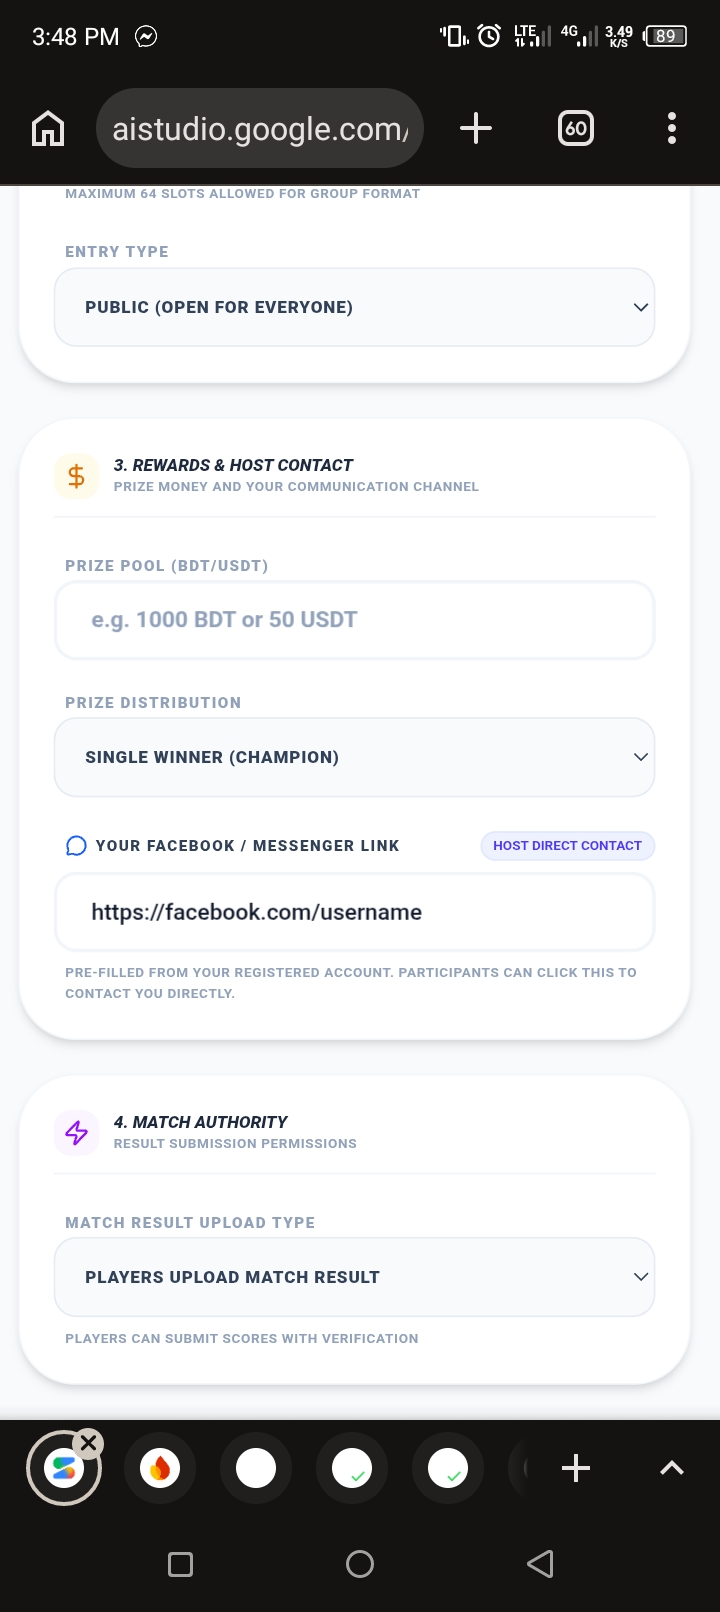 3:48 PM
LTE
4G
3.49
K/S
89
aistudio.google.com/
60
MAXIMUM 64 SLOTS ALLOWED FOR GROUP FORMAT
ENTRY TYPE
PUBLIC (OPEN FOR EVERYONE)
3. REWARDS & HOST CONTACT
PRIZE MONEY AND YOUR COMMUNICATION CHANNEL
PRIZE POOL (BDT/USDT)
e.g. 1000 BDT or 50 USDT
PRIZE DISTRIBUTION
SINGLE WINNER (CHAMPION)
YOUR FACEBOOK / MESSENGER LINK
HOST DIRECT CONTACT
https://facebook.com/username
PRE-FILLED FROM YOUR REGISTERED ACCOUNT. PARTICIPANTS CAN CLICK THIS TO
CONTACT YOU DIRECTLY.
4. MATCH AUTHORITY
RESULT SUBMISSION PERMISSIONS
MATCH RESULT UPLOAD TYPE
PLAYERS UPLOAD MATCH RESULT
PLAYERS CAN SUBMIT SCORES WITH VERIFICATION